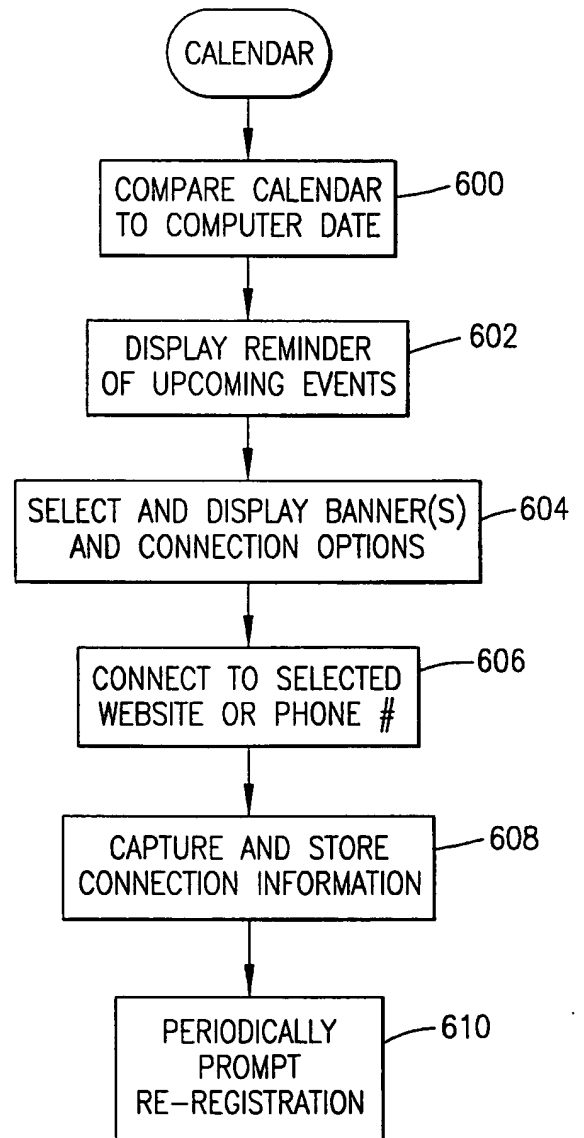 CALENDAR
COMPARE CALENDAR
TO COMPUTER DATE
600
DISPLAY REMINDER
OF UPCOMING EVENTS
602
SELECT AND DISPLAY BANNER(S)
AND CONNECTION OPTIONS
604
CONNECT TO SELECTED
WEBSITE OR PHONE #
606
CAPTURE AND STORE
CONNECTION INFORMATION
608
PERIODICALLY
PROMPT
RE-REGISTRATION
610